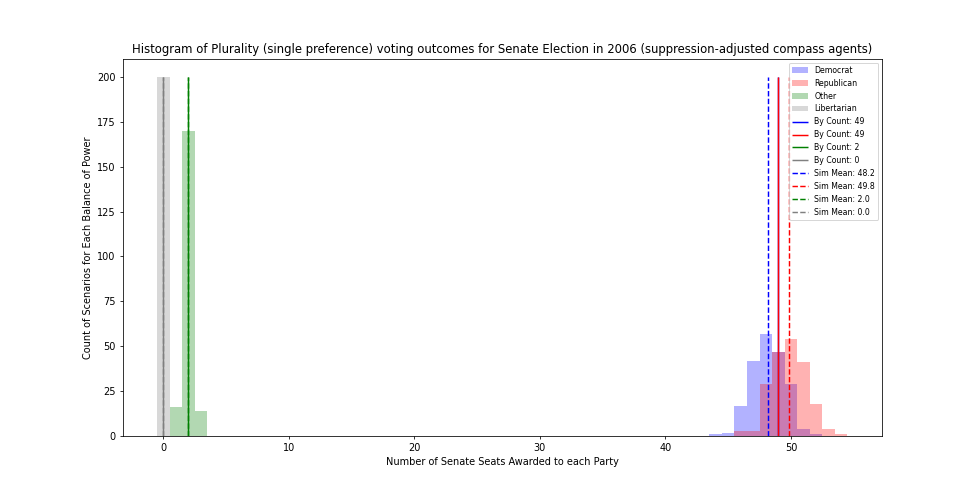 Histogram of Plurality (single preference) voting outcomes for Senate Election in 2006 (suppression-adjusted compass agents)
Count of Scenarios for Each Balance of Power
200
175
150
125
100
75
50
25
0
0
10
20
30
40
50
Number of Senate Seats Awarded to each Party
Democrat
Republican
Other
Libertarian
By Count: 49
By Count: 49
By Count: 2
By Count: 0
Sim Mean: 48.2
Sim Mean: 49.8
Sim Mean: 2.0
Sim Mean: 0.0